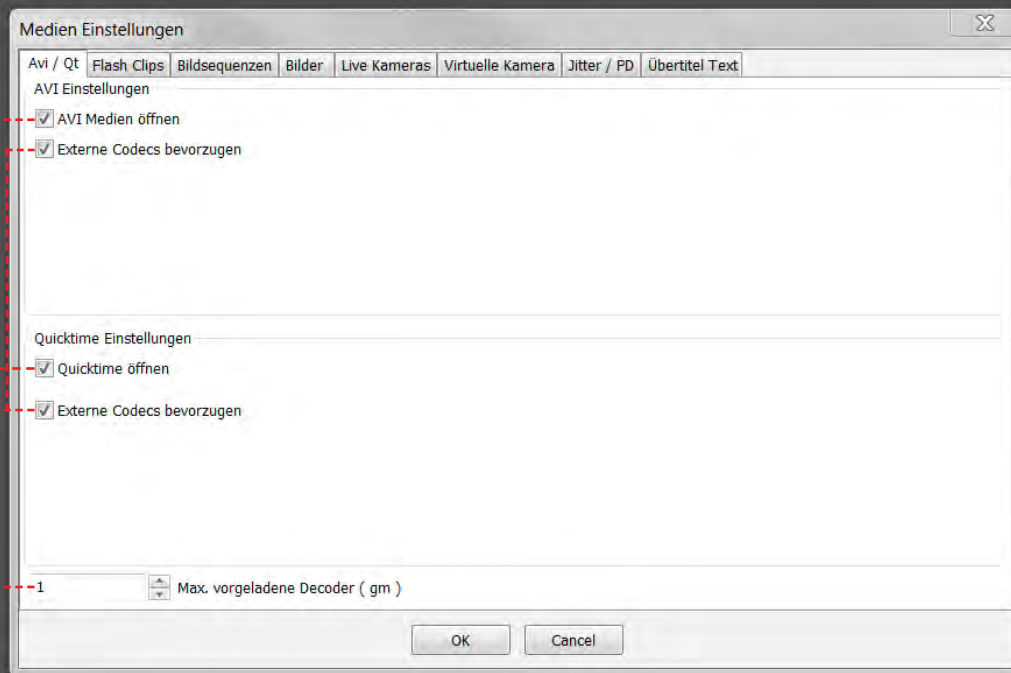 Medien Einstellungen
Avi / Qt Flash Clips Bildsequenzen Bilder Live Kameras Virtuelle Kamera Jitter / PD Übertitel Text
AVI Einstellungen
AVI Medien öffnen
Externe Codecs bevorzugen
Quicktime Einstellungen
Quicktime öffnen
Externe Codecs bevorzugen
1 Max. vorgeladene Decoder ( gm )
OK Cancel